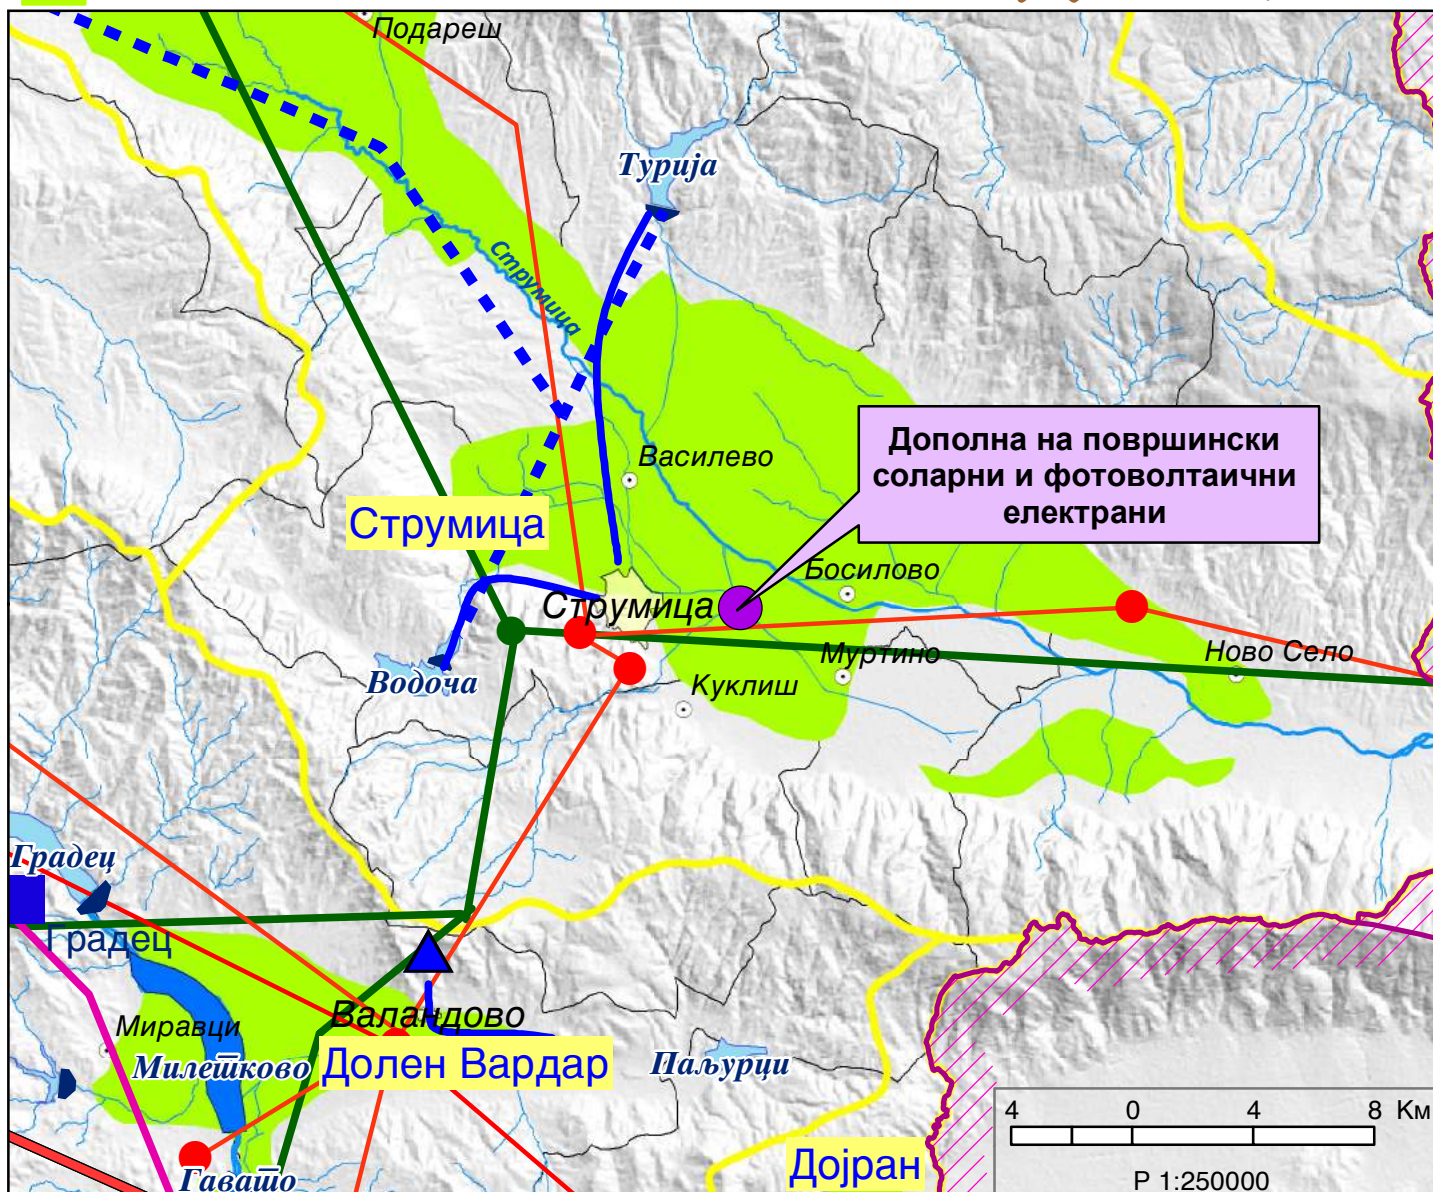 Подареш
Турија
Струмица
Василево
Дополна на површински
соларни и фотоволтаични
електрани
Струмица
Босилово
Струмица
Муртино
Ново Село
Водоча
Куклиш
Градец
Градец
Валандово
Миравци
Милетково
Долен Вардар
Паљурци
4 0 4 8 Км
Дојран
Гавато
Р 1:250000